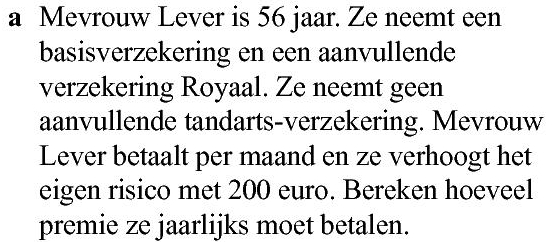 a Mevrouw Lever is 56 jaar. Ze neemt een
basisverzekering en een aanvullende
verzekering Royaal. Ze neemt geen
aanvullende tandarts-verzekering. Mevrouw
Lever betaalt per maand en ze verhoogt het
eigen risico met 200 euro. Bereken hoeveel
premie ze jaarlijks moet betalen.